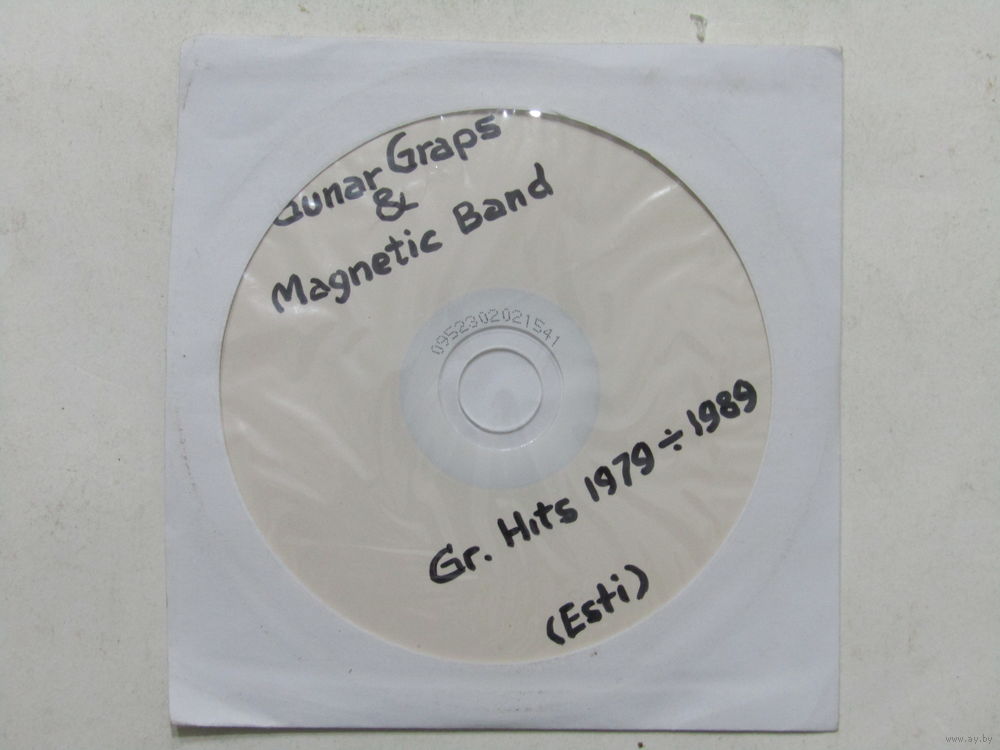 Gunar Graps
&
Magnetic Band
0952302021541
Gr. Hits 1979÷1989
(Esti)
www.ay.by